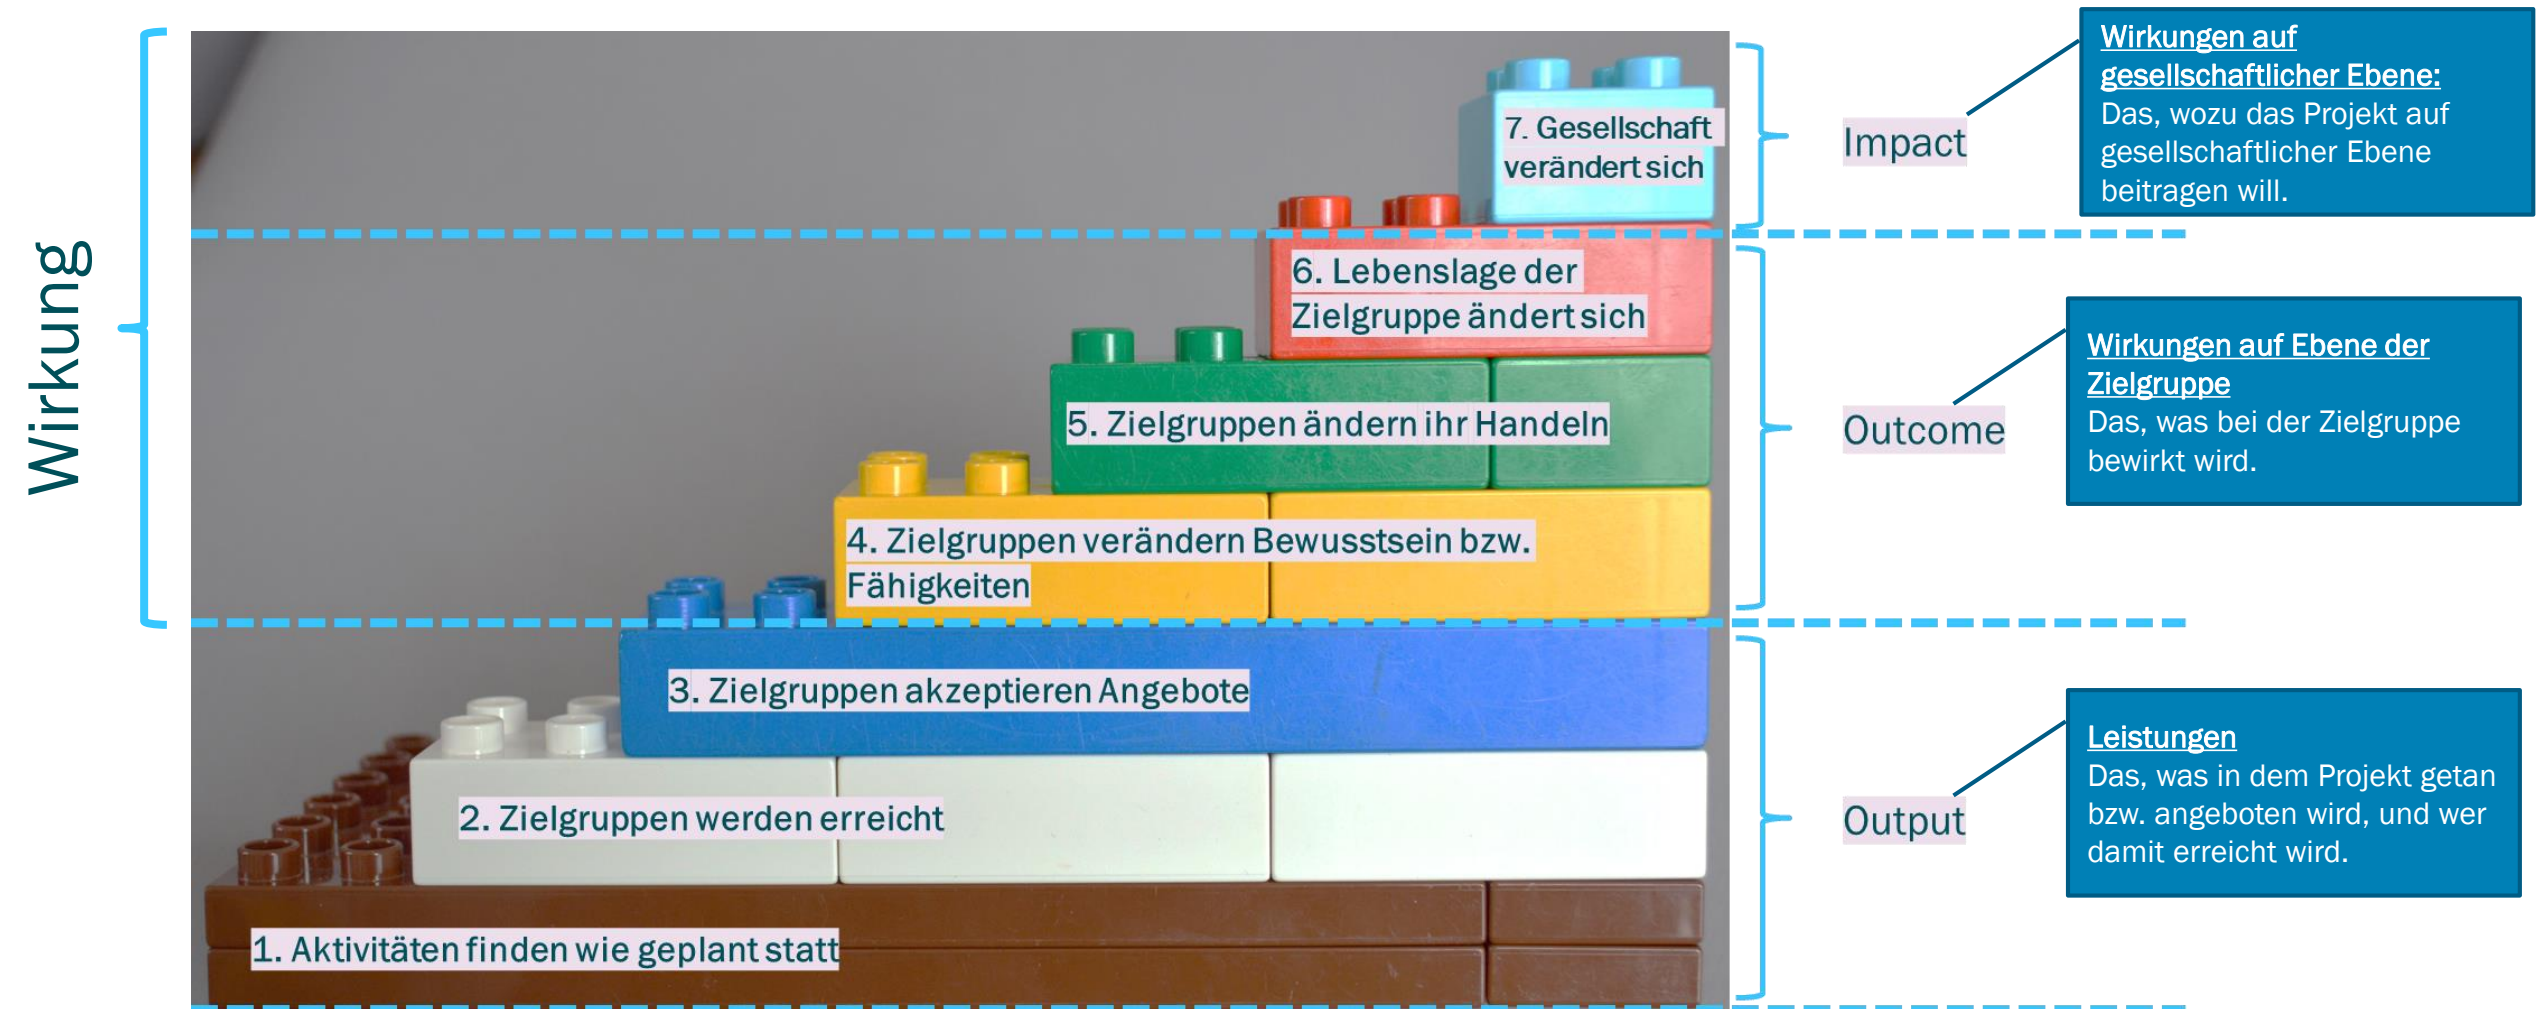 Wirkung
7. Gesellschaft
verändert sich
6. Lebenslage der
Zielgruppe ändert sich
5. Zielgruppen ändern ihr Handeln
4. Zielgruppen verändern Bewusstsein bzw.
Fähigkeiten
3. Zielgruppen akzeptieren Angebote
2. Zielgruppen werden erreicht
1. Aktivitäten finden wie geplant statt
Impact
Wirkungen auf
gesellschaftlicher Ebene:
Das, wozu das Projekt auf
gesellschaftlicher Ebene
beitragen will.
Outcome
Wirkungen auf Ebene der
Zielgruppe
Das, was bei der Zielgruppe
bewirkt wird.
Output
Leistungen
Das, was in dem Projekt getan
bzw. angeboten wird, und wer
damit erreicht wird.